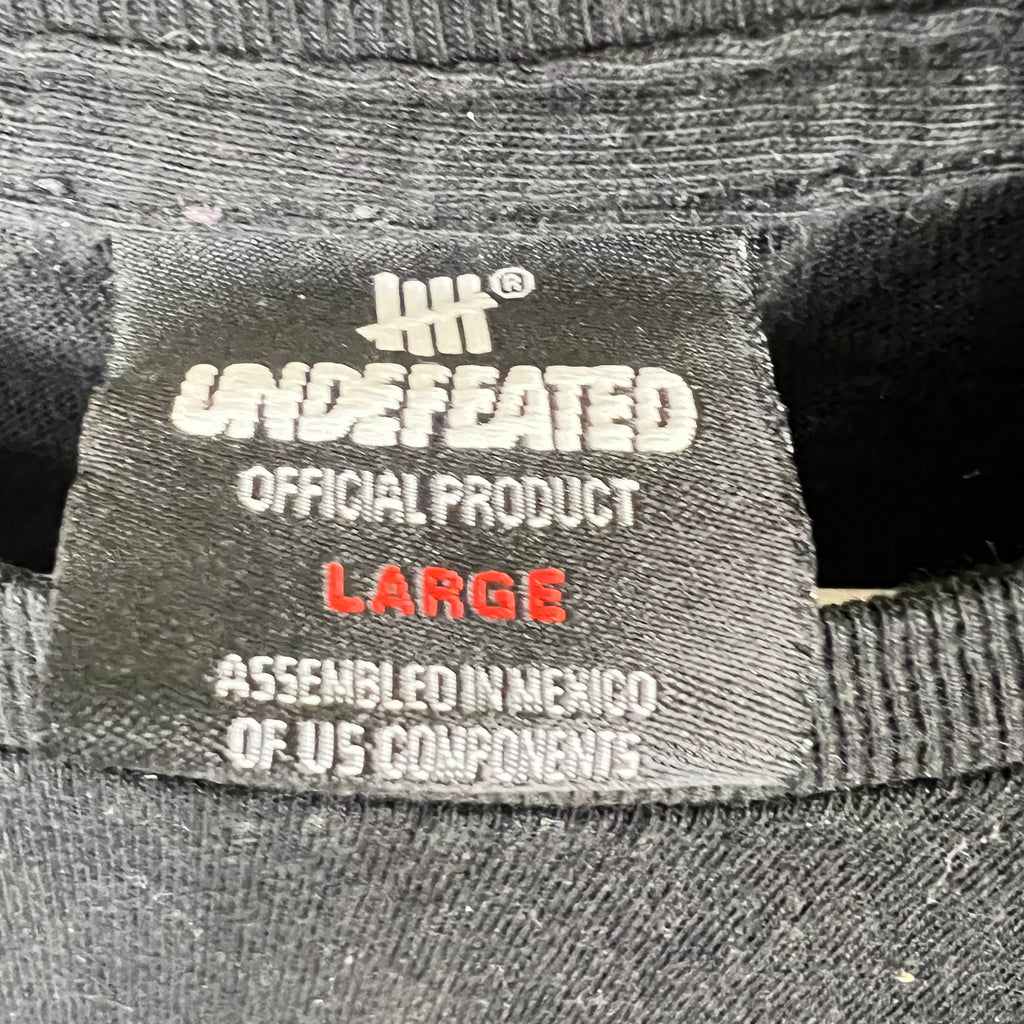 ®
UNDEFEATED
OFFICIAL PRODUCT
LARGE
ASSEMBLED IN MEXICO
OF US COMPONENTS